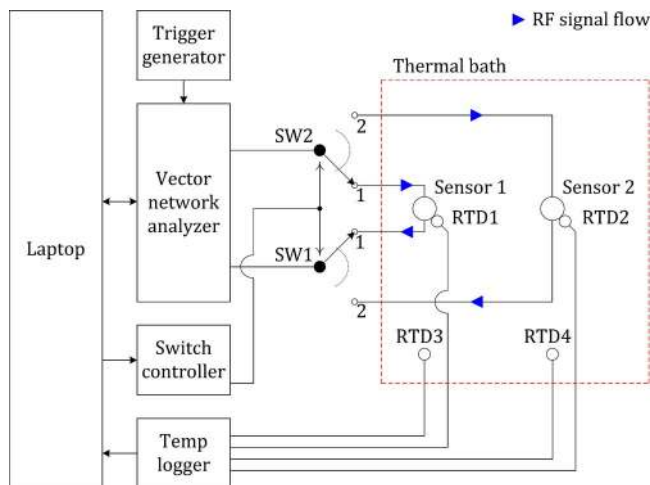 Trigger
generator
RF signal flow
Thermal bath
2
SW2
Sensor 1
Sensor 2
Vector
network
analyzer
1
RTD1
RTD2
Laptop
1
SW1
2
RTD3
RTD4
Switch
controller
Temp
logger